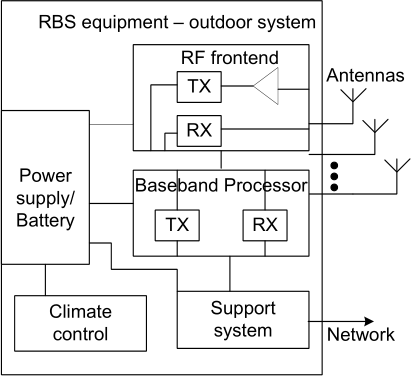 RBS equipment – outdoor system
RF frontend
TX
RX
Antennas
Power
supply/
Battery
Baseband Processor
TX
RX
Climate
control
Support
system
Network